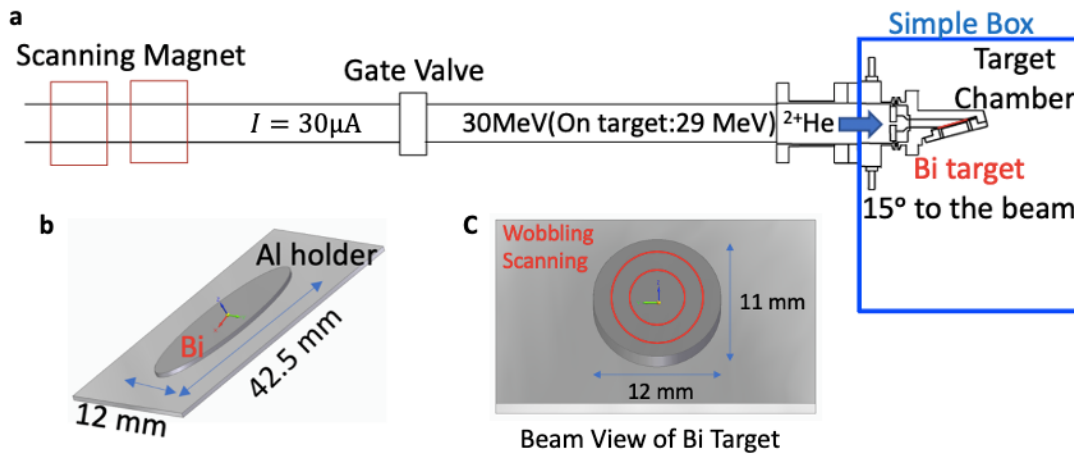 a
Scanning Magnet
Gate Valve
Simple Box
Target
Chamber
I = 30μA
30MeV(On target:29 MeV)
²⁺He
Bi target
15° to the beam
b
Al holder
Bi
42.5 mm
12 mm
C
Wobbling
Scanning
11 mm
12 mm
Beam View of Bi Target